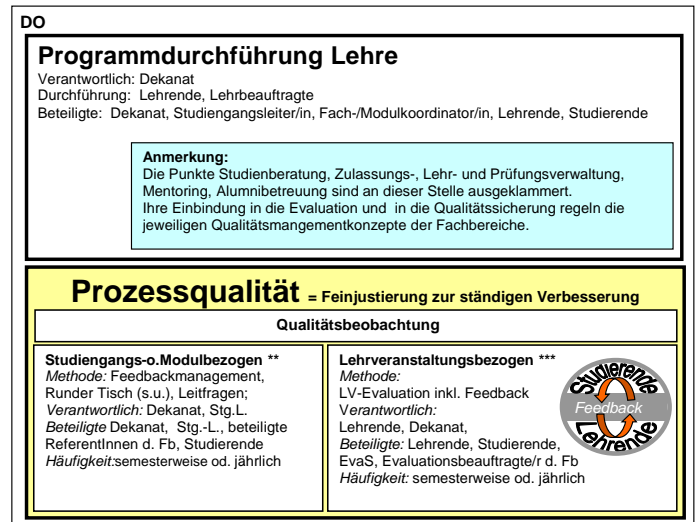 DO
Programmdurchführung Lehre
Verantwortlich: Dekanat
Durchführung: Lehrende, Lehrbeauftragte
Beteiligte: Dekanat, Studiengangsleiter/in, Fach-/Modulkoordinator/in, Lehrende, Studierende
Anmerkung:
Die Punkte Studienberatung, Zulassungs-, Lehr- und Prüfungsverwaltung,
Mentoring, Alumnibetreuung sind an dieser Stelle ausgeklammert.
Ihre Einbindung in die Evaluation und in die Qualitätssicherung regeln die
jeweiligen Qualitätsmangementkonzepte der Fachbereiche.
Prozessqualität = Feinjustierung zur ständigen Verbesserung
Qualitätsbeobachtung
Studiengangs-o.Modulbezogen **
Methode: Feedbackmanagement,
Runder Tisch (s.u.), Leitfragen;
Verantwortlich: Dekanat, Stg.L.
Beteiligte Dekanat, Stg.-L., beteiligte
ReferentInnen d. Fb, Studierende
Häufigkeit:semesterweise od. jährlich
Lehrveranstaltungsbezogen ***
Methode:
LV-Evaluation inkl. Feedback
Verantwortlich:
Lehrende, Dekanat,
Beteiligte: Lehrende, Studierende,
EvaS, Evaluationsbeauftragte/r d. Fb
Häufigkeit: semesterweise od. jährlich
Studierende
Feedback
Lehrende